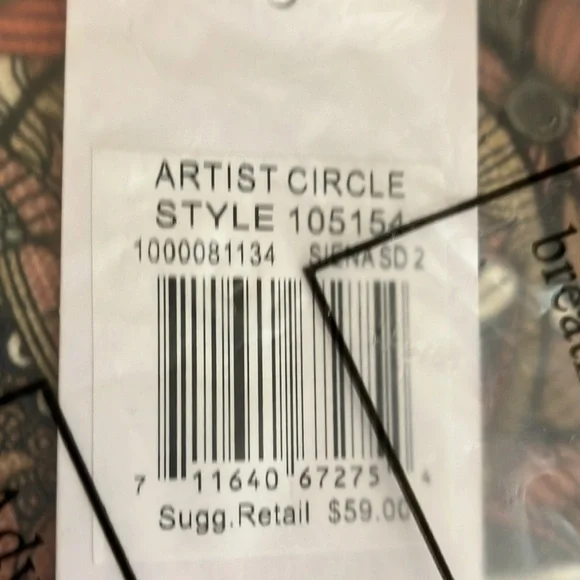 ARTIST CIRCLE
STYLE 105154
1000081134 SIENA SD 2
7 11640 67275 4
Sugg.Retail $59.00